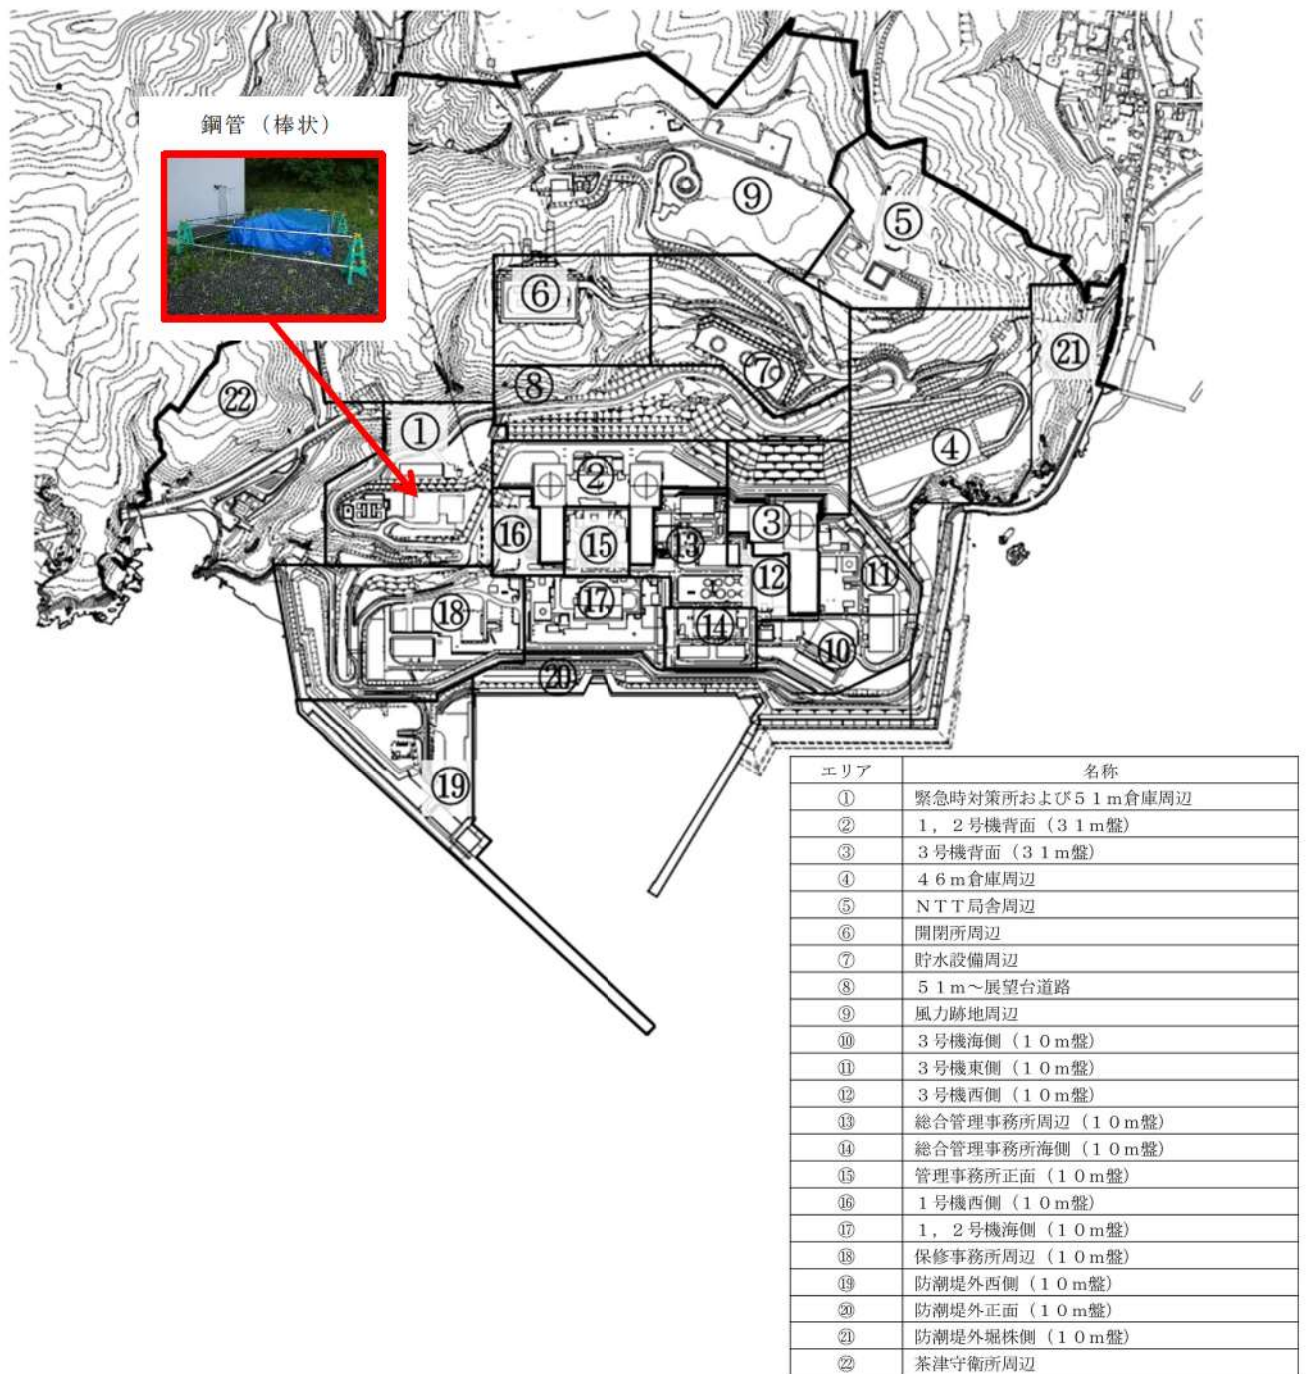 鋼管（棒状）
⑨
⑤
⑥
㉑
⑦
⑧
㉒
①
④
②
③
⑯
⑮
⑬
⑫
⑪
⑰
⑱
⑭
⑩
⑳
⑲
エリア 名称
① 緊急時対策所および５１ｍ倉庫周辺
② １，２号機背面（３１ｍ盤）
③ ３号機背面（３１ｍ盤）
④ ４６ｍ倉庫周辺
⑤ ＮＴＴ局舎周辺
⑥ 開閉所周辺
⑦ 貯水設備周辺
⑧ ５１ｍ～展望台道路
⑨ 風力跡地周辺
⑩ ３号機海側（１０ｍ盤）
⑪ ３号機東側（１０ｍ盤）
⑫ ３号機西側（１０ｍ盤）
⑬ 総合管理事務所周辺（１０ｍ盤）
⑭ 総合管理事務所海側（１０ｍ盤）
⑮ 管理事務所正面（１０ｍ盤）
⑯ １号機西側（１０ｍ盤）
⑰ １，２号機海側（１０ｍ盤）
⑱ 保修事務所周辺（１０ｍ盤）
⑲ 防潮堤外西側（１０ｍ盤）
⑳ 防潮堤外正面（１０ｍ盤）
㉑ 防潮堤外堀株側（１０ｍ盤）
㉒ 茶津守衛所周辺